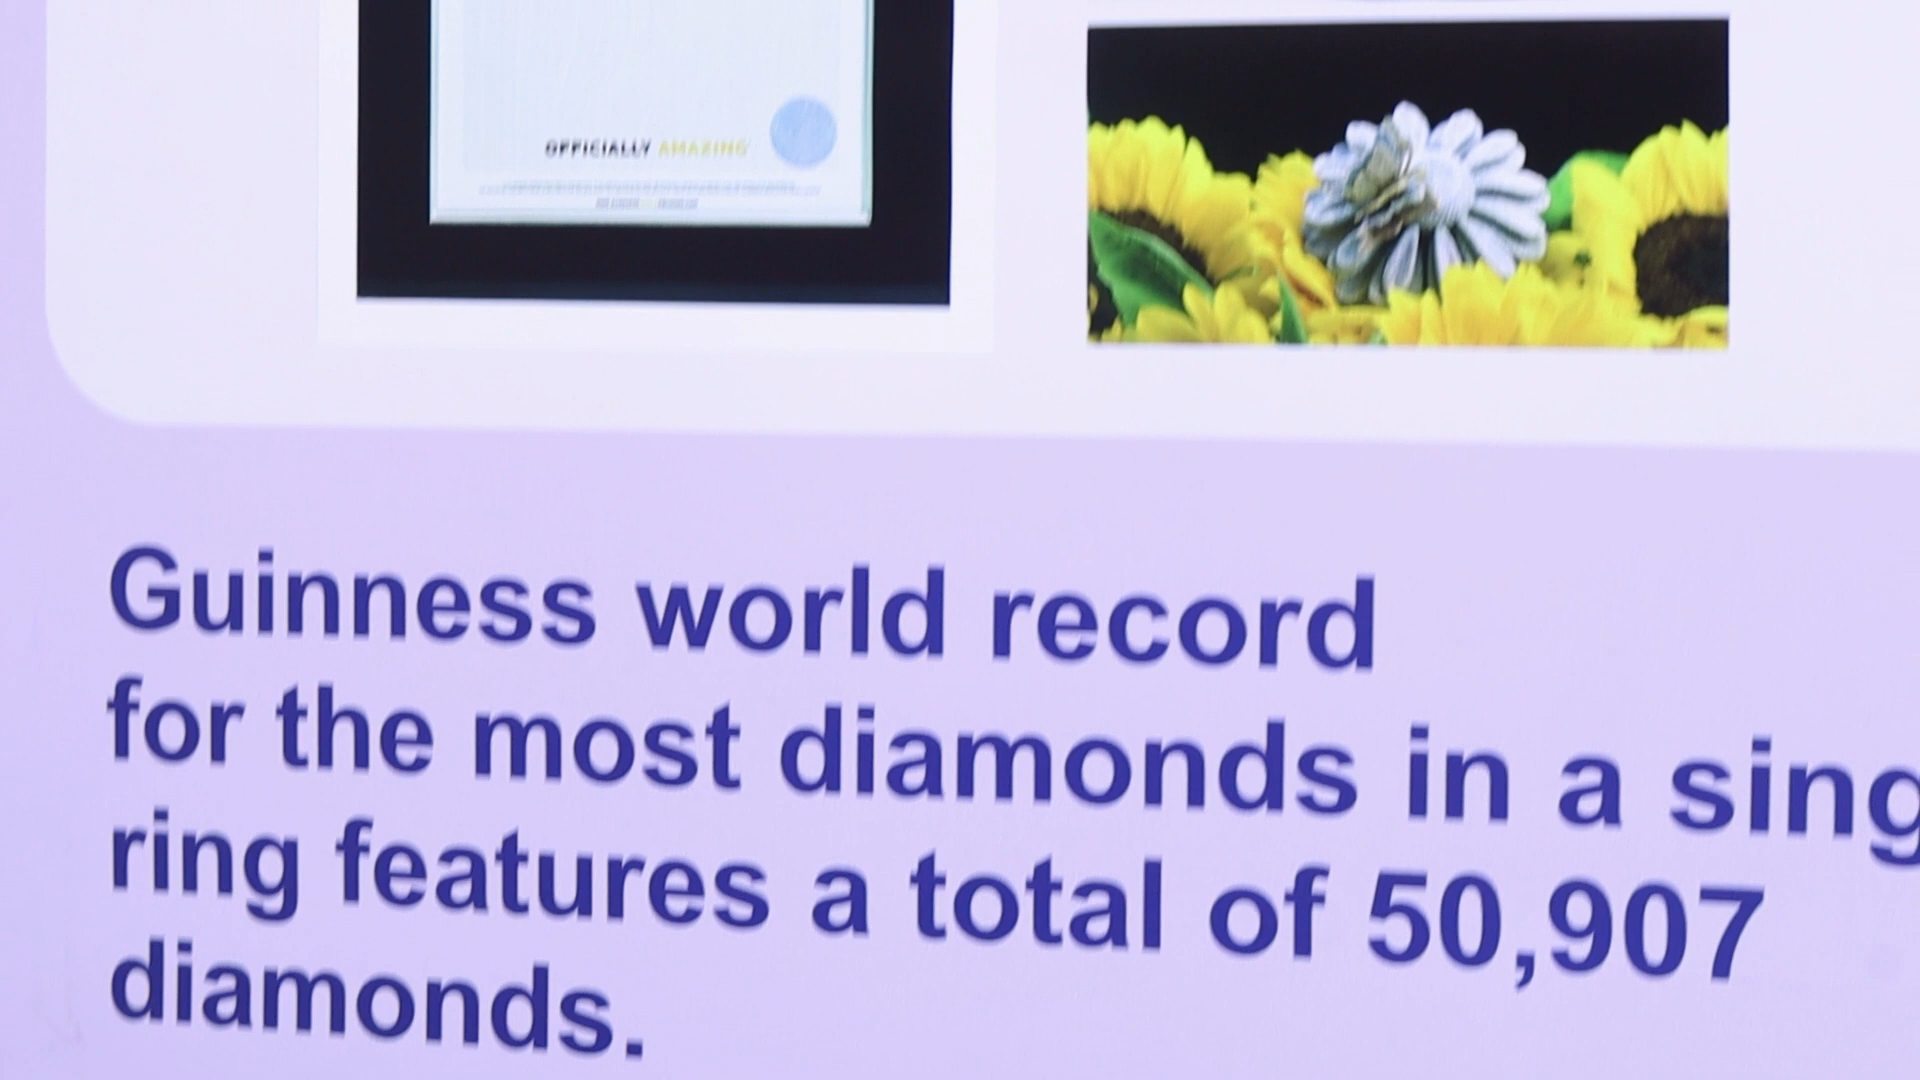 OFFICIALLY AMAZING
Guinness world record
for the most diamonds in a sing
ring features a total of 50,907
diamonds.